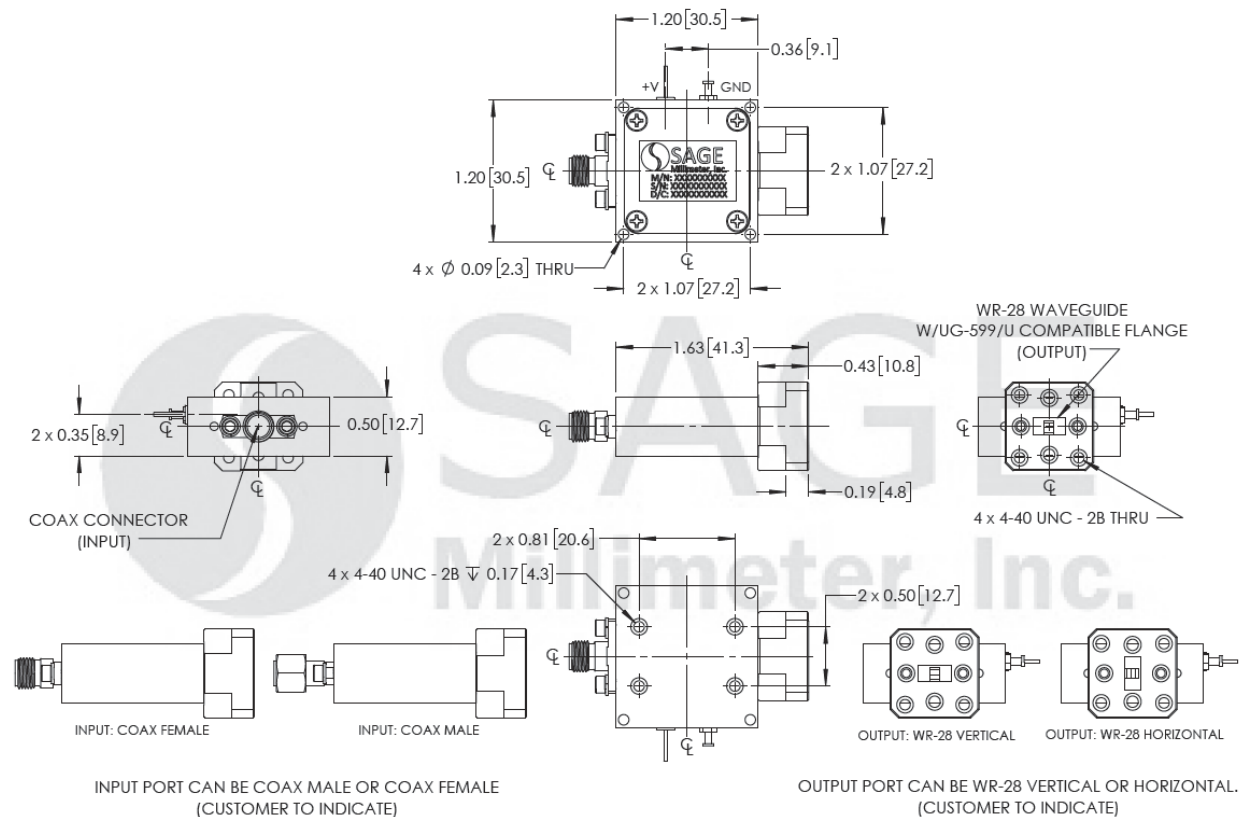 1.20[30.5]
0.36[9.1]
+V
GND
SAGE
Millimeter, Inc.
M/N: XXXXXXXXXX
S/N: XXXXXXXXXXX
D/C: XXXXXXXXXXX
℄
1.20[30.5]
2 x 1.07[27.2]
℄
4 x Ø 0.09[2.3] THRU
2 x 1.07[27.2]
WR-28 WAVEGUIDE
W/UG-599/U COMPATIBLE FLANGE
(OUTPUT)
1.63[41.3]
0.43[10.8]
2 x 0.35[8.9]
℄
0.50[12.7]
℄
℄
℄
℄
0.19[4.8]
4 x 4-40 UNC - 2B THRU
COAX CONNECTOR
(INPUT)
SAGE
Millimeter, Inc.
2 x 0.81[20.6]
4 x 4-40 UNC - 2B ↧ 0.17[4.3]
2 x 0.50[12.7]
℄
℄
INPUT: COAX FEMALE
INPUT: COAX MALE
OUTPUT: WR-28 VERTICAL
OUTPUT: WR-28 HORIZONTAL
INPUT PORT CAN BE COAX MALE OR COAX FEMALE
(CUSTOMER TO INDICATE)
OUTPUT PORT CAN BE WR-28 VERTICAL OR HORIZONTAL.
(CUSTOMER TO INDICATE)